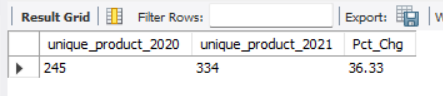 Result Grid Filter Rows: Export:
unique_product_2020 unique_product_2021 Pct_Chg
245 334 36.33